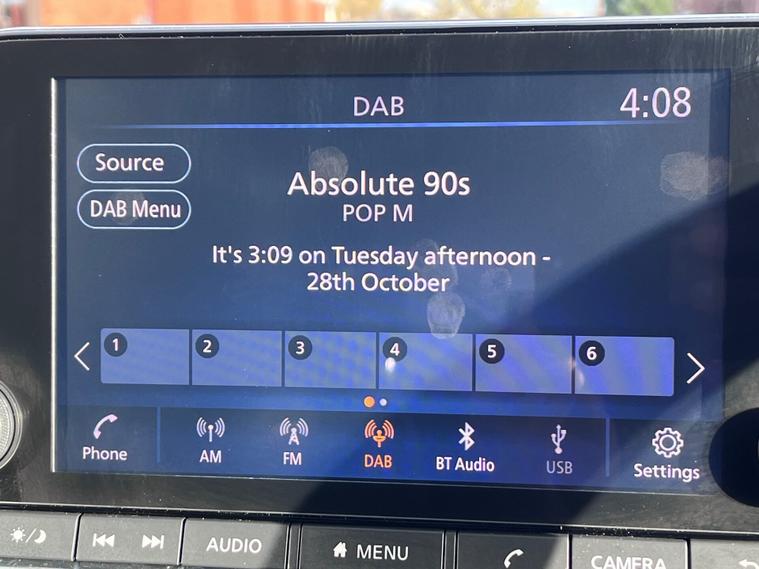 DAB
4:08
Source
Absolute 90s
DAB Menu
POP M
It's 3:09 on Tuesday afternoon -
28th October
1 2 3 4 5 6
Phone AM FM DAB BT Audio USB Settings
AUDIO MENU CAMERA